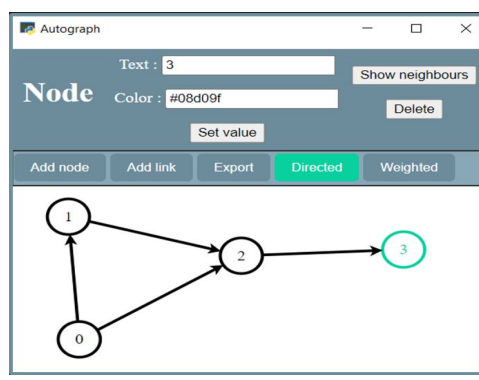 Autograph
Node
Text : 3
Color : #08d09f
Set value
Show neighbours
Delete
Add node Add link Export Directed Weighted
1
2
3
0